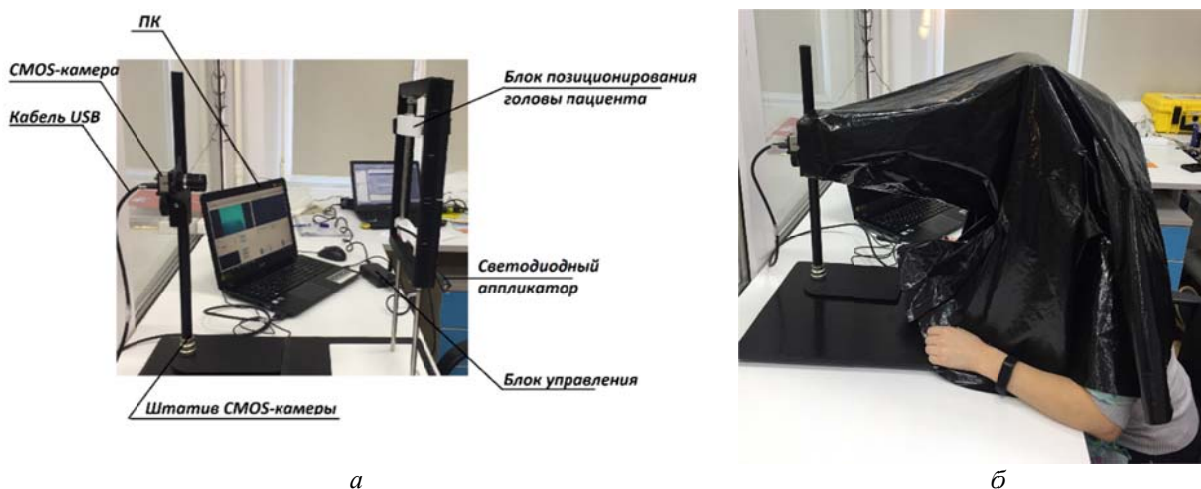 ПК
CMOS-камера
Кабель USB
Блок позиционирования
головы пациента
Светодиодный
аппликатор
Блок управления
Штатив CMOS-камеры
а
б